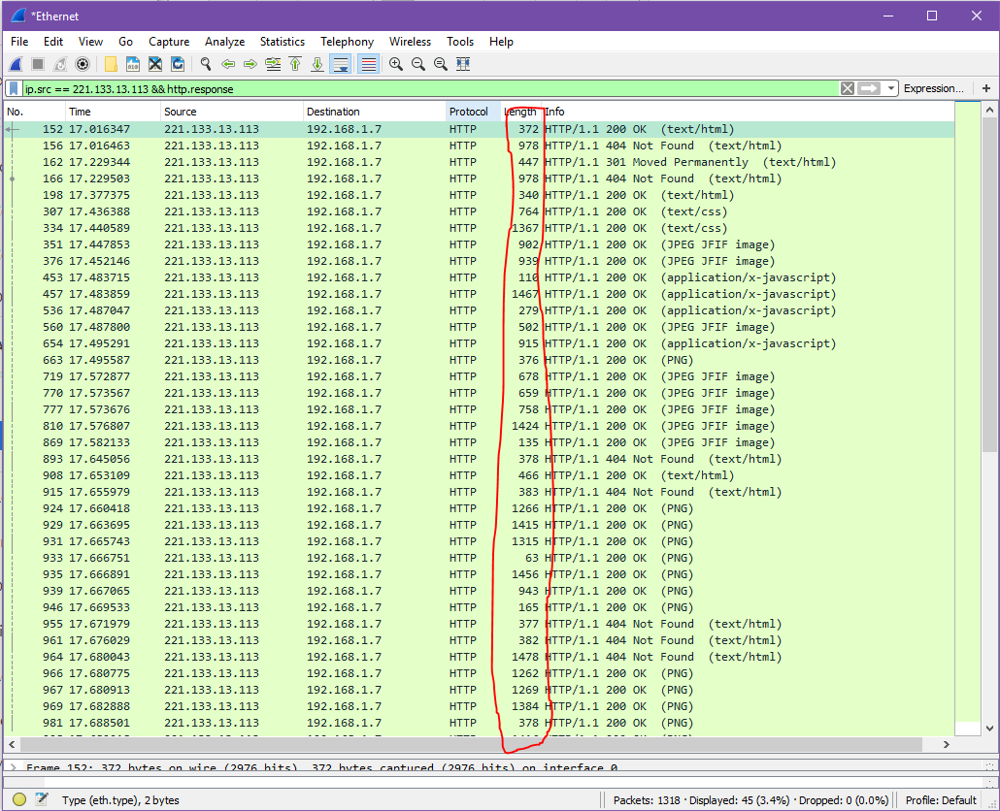 *Ethernet
File Edit View Go Capture Analyze Statistics Telephony Wireless Tools Help
ip.src == 221.133.13.113 && http.response Expression... +
No. Time Source Destination Protocol Length Info
152 17.016347 221.133.13.113 192.168.1.7 HTTP 372 HTTP/1.1 200 OK (text/html)
156 17.016463 221.133.13.113 192.168.1.7 HTTP 978 HTTP/1.1 404 Not Found (text/html)
162 17.229344 221.133.13.113 192.168.1.7 HTTP 447 HTTP/1.1 301 Moved Permanently (text/html)
166 17.229503 221.133.13.113 192.168.1.7 HTTP 978 HTTP/1.1 404 Not Found (text/html)
198 17.377375 221.133.13.113 192.168.1.7 HTTP 340 HTTP/1.1 200 OK (text/html)
307 17.436388 221.133.13.113 192.168.1.7 HTTP 764 HTTP/1.1 200 OK (text/css)
334 17.440589 221.133.13.113 192.168.1.7 HTTP 1367 HTTP/1.1 200 OK (text/css)
351 17.447853 221.133.13.113 192.168.1.7 HTTP 902 HTTP/1.1 200 OK (JPEG JFIF image)
376 17.452146 221.133.13.113 192.168.1.7 HTTP 939 HTTP/1.1 200 OK (JPEG JFIF image)
453 17.483715 221.133.13.113 192.168.1.7 HTTP 110 HTTP/1.1 200 OK (application/x-javascript)
457 17.483859 221.133.13.113 192.168.1.7 HTTP 1467 HTTP/1.1 200 OK (application/x-javascript)
536 17.487047 221.133.13.113 192.168.1.7 HTTP 279 HTTP/1.1 200 OK (application/x-javascript)
560 17.487800 221.133.13.113 192.168.1.7 HTTP 502 HTTP/1.1 200 OK (JPEG JFIF image)
654 17.495291 221.133.13.113 192.168.1.7 HTTP 915 HTTP/1.1 200 OK (application/x-javascript)
663 17.495587 221.133.13.113 192.168.1.7 HTTP 376 HTTP/1.1 200 OK (PNG)
719 17.572877 221.133.13.113 192.168.1.7 HTTP 678 HTTP/1.1 200 OK (JPEG JFIF image)
770 17.573567 221.133.13.113 192.168.1.7 HTTP 659 HTTP/1.1 200 OK (JPEG JFIF image)
777 17.573676 221.133.13.113 192.168.1.7 HTTP 758 HTTP/1.1 200 OK (JPEG JFIF image)
810 17.576807 221.133.13.113 192.168.1.7 HTTP 1424 HTTP/1.1 200 OK (JPEG JFIF image)
869 17.582133 221.133.13.113 192.168.1.7 HTTP 135 HTTP/1.1 200 OK (JPEG JFIF image)
893 17.645056 221.133.13.113 192.168.1.7 HTTP 378 HTTP/1.1 404 Not Found (text/html)
908 17.653109 221.133.13.113 192.168.1.7 HTTP 466 HTTP/1.1 200 OK (text/html)
915 17.655979 221.133.13.113 192.168.1.7 HTTP 383 HTTP/1.1 404 Not Found (text/html)
924 17.660418 221.133.13.113 192.168.1.7 HTTP 1266 HTTP/1.1 200 OK (PNG)
929 17.663695 221.133.13.113 192.168.1.7 HTTP 1415 HTTP/1.1 200 OK (PNG)
931 17.665743 221.133.13.113 192.168.1.7 HTTP 1315 HTTP/1.1 200 OK (PNG)
933 17.666751 221.133.13.113 192.168.1.7 HTTP 63 HTTP/1.1 200 OK (PNG)
935 17.666891 221.133.13.113 192.168.1.7 HTTP 1456 HTTP/1.1 200 OK (PNG)
939 17.667065 221.133.13.113 192.168.1.7 HTTP 943 HTTP/1.1 200 OK (PNG)
946 17.669533 221.133.13.113 192.168.1.7 HTTP 165 HTTP/1.1 200 OK (PNG)
955 17.671979 221.133.13.113 192.168.1.7 HTTP 377 HTTP/1.1 404 Not Found (text/html)
961 17.676029 221.133.13.113 192.168.1.7 HTTP 382 HTTP/1.1 404 Not Found (text/html)
964 17.680043 221.133.13.113 192.168.1.7 HTTP 1478 HTTP/1.1 404 Not Found (text/html)
966 17.680775 221.133.13.113 192.168.1.7 HTTP 1262 HTTP/1.1 200 OK (PNG)
967 17.680913 221.133.13.113 192.168.1.7 HTTP 1269 HTTP/1.1 200 OK (PNG)
969 17.682888 221.133.13.113 192.168.1.7 HTTP 1384 HTTP/1.1 200 OK (PNG)
981 17.688501 221.133.13.113 192.168.1.7 HTTP 378 HTTP/1.1 200 OK (PNG)
Frame 152: 372 bytes on wire (2976 bits), 372 bytes captured (2976 bits) on interface 0
Type (eth.type), 2 bytes Packets: 1318 · Displayed: 45 (3.4%) · Dropped: 0 (0.0%) Profile: Default